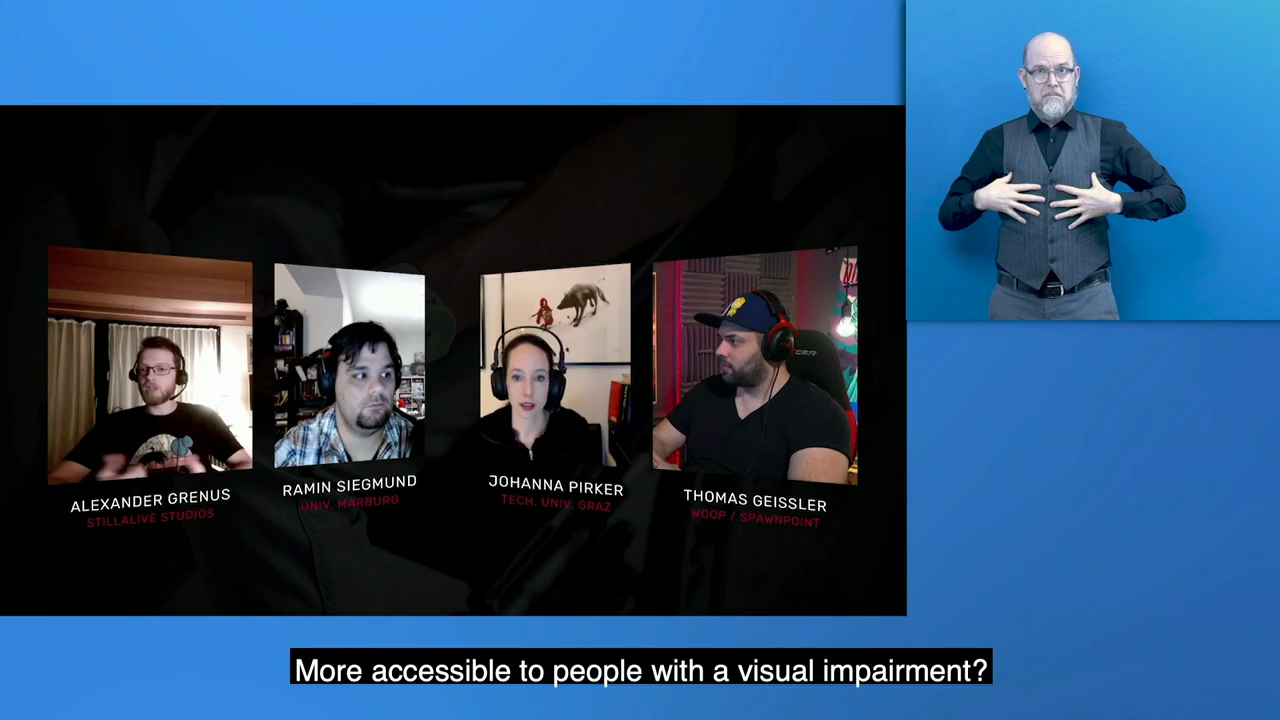 ALEXANDER GRENUS
STILLALIVE STUDIOS
RAMIN SIEGMUND
UNIV. MARBURG
JOHANNA PIRKER
TECH. UNIV. GRAZ
THOMAS GEISSLER
WOOP / SPAWNPOINT
More accessible to people with a visual impairment?